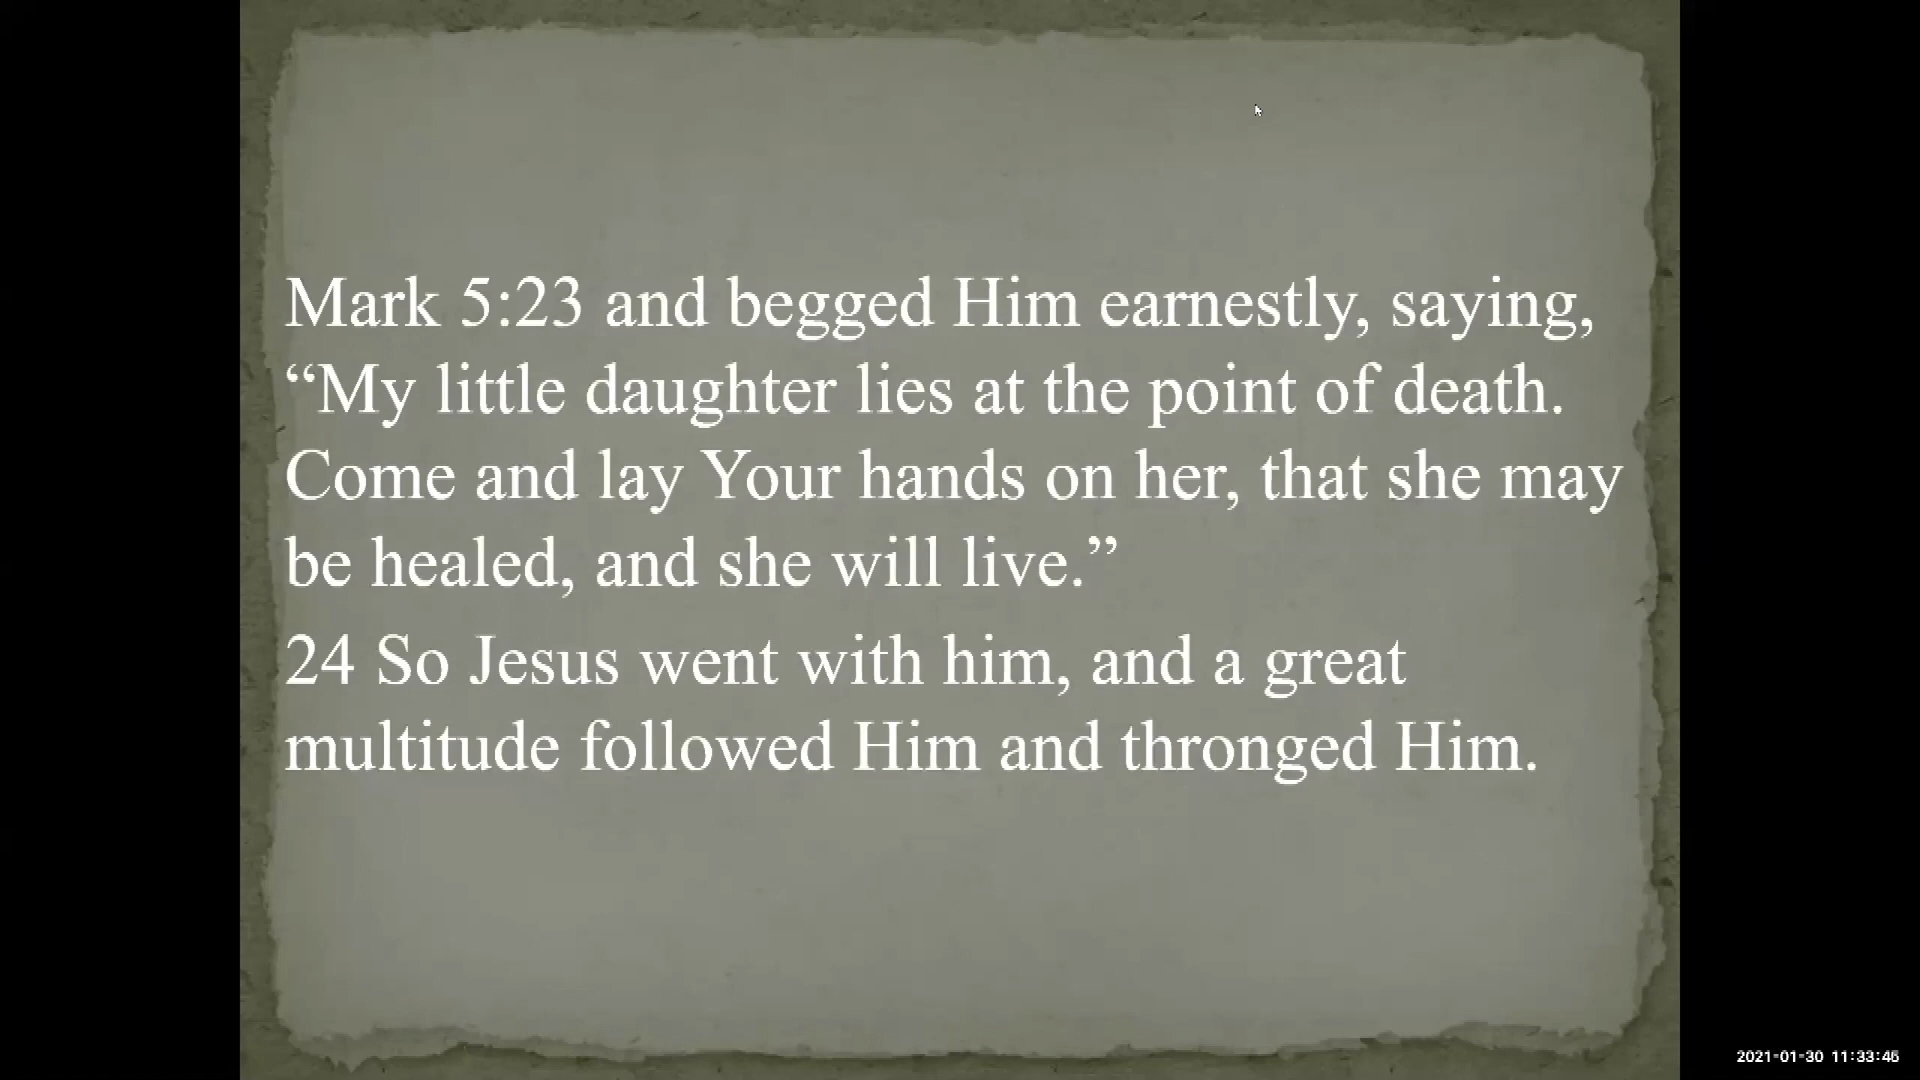 Mark 5:23 and begged Him earnestly, saying,
“My little daughter lies at the point of death.
Come and lay Your hands on her, that she may
be healed, and she will live.”
24 So Jesus went with him, and a great
multitude followed Him and thronged Him.
2021-01-30 11:33:45